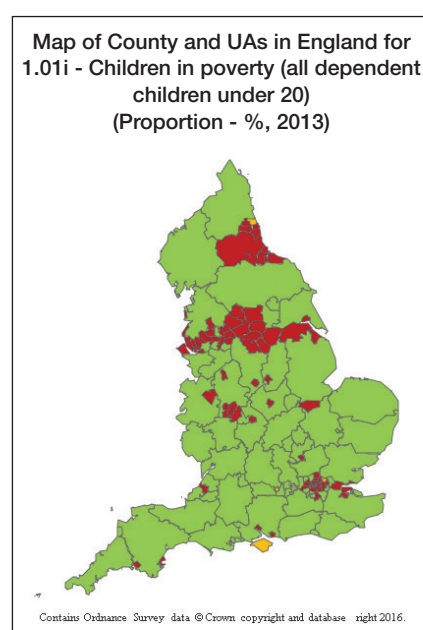 Map of County and UAs in England for
1.01i - Children in poverty (all dependent
children under 20)
(Proportion - %, 2013)
Contains Ordnance Survey data © Crown copyright and database right 2016.